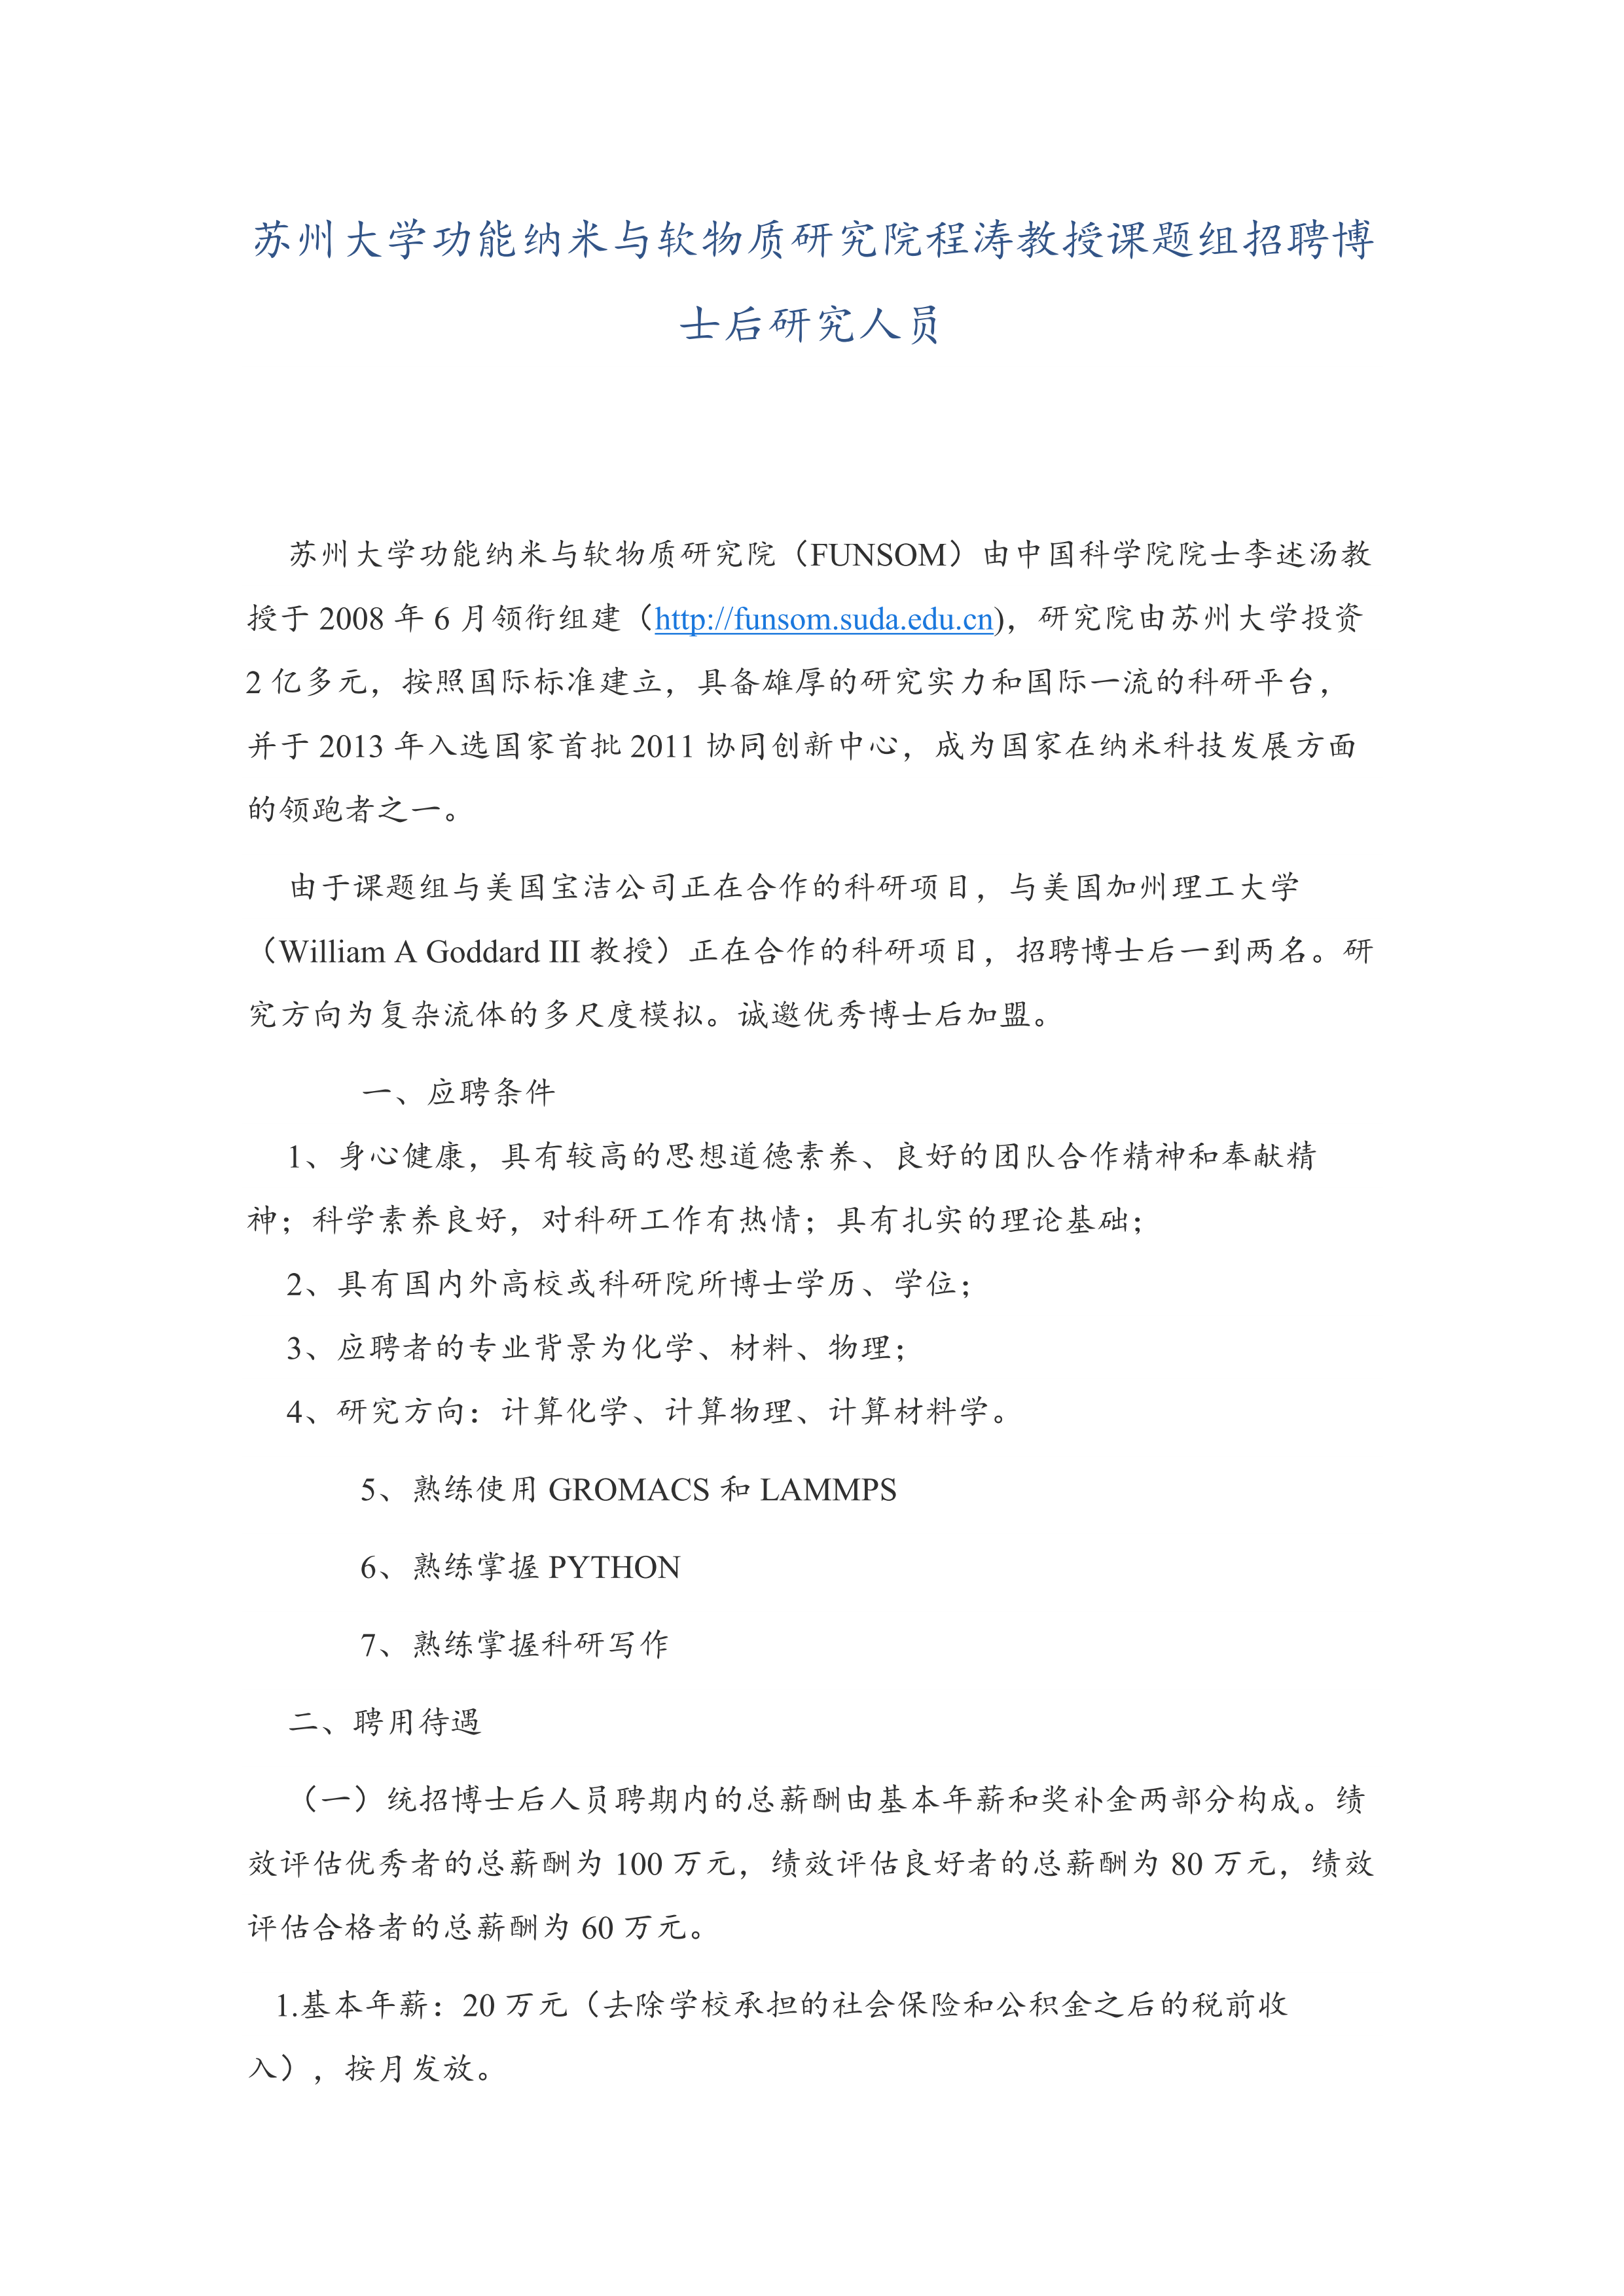 苏州大学功能纳米与软物质研究院程涛教授课题组招聘博
士后研究人员
苏州大学功能纳米与软物质研究院（FUNSOM）由中国科学院院士李述汤教
授于 2008 年 6 月领衔组建（http://funsom.suda.edu.cn)，研究院由苏州大学投资
2 亿多元，按照国际标准建立，具备雄厚的研究实力和国际一流的科研平台，
并于 2013 年入选国家首批 2011 协同创新中心，成为国家在纳米科技发展方面
的领跑者之一。
由于课题组与美国宝洁公司正在合作的科研项目，与美国加州理工大学
（William A Goddard III 教授）正在合作的科研项目，招聘博士后一到两名。研
究方向为复杂流体的多尺度模拟。诚邀优秀博士后加盟。
一、应聘条件
1、身心健康，具有较高的思想道德素养、良好的团队合作精神和奉献精
神；科学素养良好，对科研工作有热情；具有扎实的理论基础；
2、具有国内外高校或科研院所博士学历、学位；
3、应聘者的专业背景为化学、材料、物理；
4、研究方向：计算化学、计算物理、计算材料学。
5、熟练使用 GROMACS 和 LAMMPS
6、熟练掌握 PYTHON
7、熟练掌握科研写作
二、聘用待遇
（一）统招博士后人员聘期内的总薪酬由基本年薪和奖补金两部分构成。绩
效评估优秀者的总薪酬为 100 万元，绩效评估良好者的总薪酬为 80 万元，绩效
评估合格者的总薪酬为 60 万元。
1.基本年薪：20 万元（去除学校承担的社会保险和公积金之后的税前收
入），按月发放。